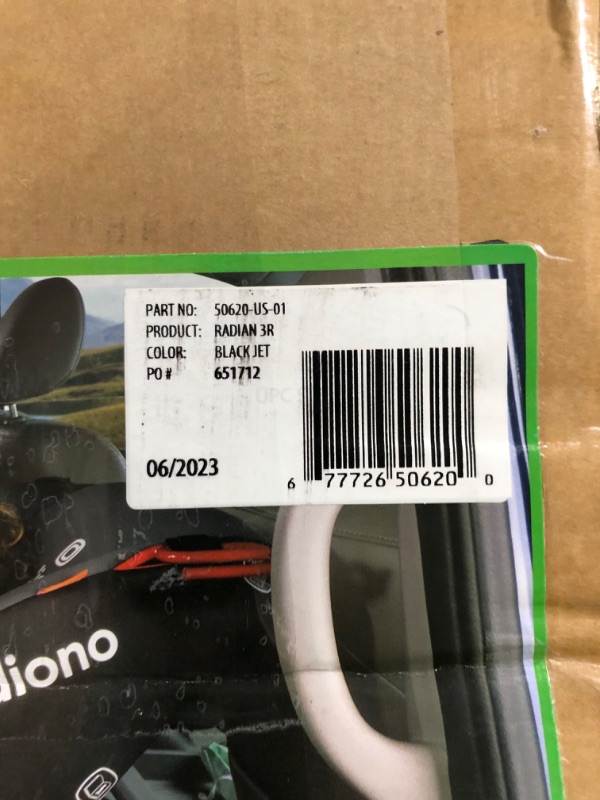 PART NO: 50620-US-01
PRODUCT: RADIAN 3R
COLOR: BLACK JET
PO # 651712
UPC
06/2023
6 77726 50620 0
diono